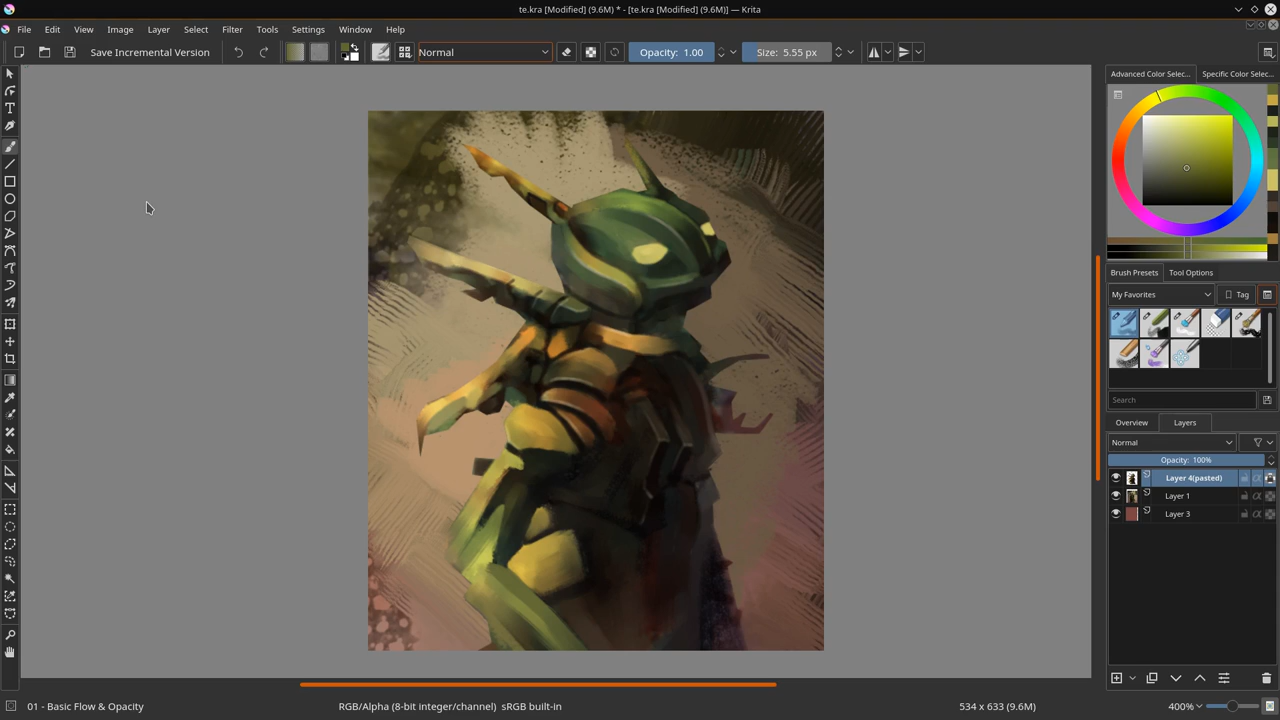 te.kra [Modified] (9.6M) * - [te.kra [Modified] (9.6M)] — Krita
File Edit View Image Layer Select Filter Tools Settings Window Help
Save Incremental Version Normal Opacity: 1.00 Size: 5.55 px
Advanced Color Selec... Specific Color Selec...
Brush Presets Tool Options
My Favorites Tag
Search
Overview Layers
Normal
Opacity: 100%
Layer 4(pasted)
Layer 1
Layer 3
01 - Basic Flow & Opacity RGB/Alpha (8-bit integer/channel) sRGB built-in 534 x 633 (9.6M) 400%